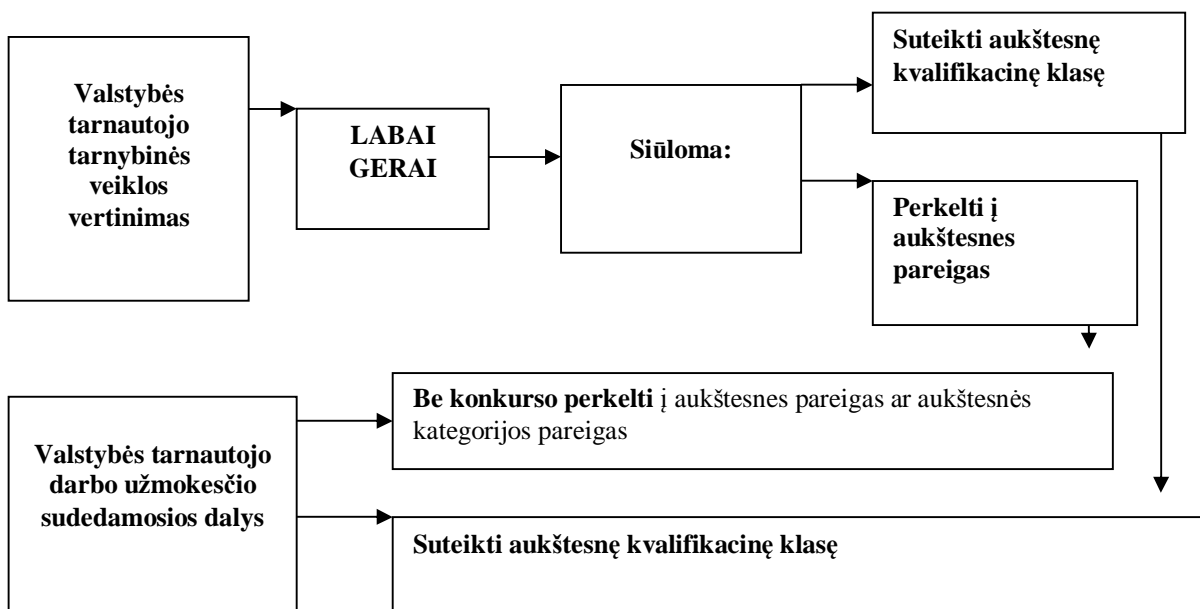 Valstybės
tarnautojo
tarnybinės
veiklos
vertinimas
LABAI
GERAI
Siūloma:
Suteikti aukštesnę
kvalifikacinę klasę
Perkelti į
aukštesnes
pareigas
Valstybės tarnautojo
darbo užmokesčio
sudedamosios dalys
Be konkurso perkelti į aukštesnes pareigas ar aukštesnės
kategorijos pareigas
Suteikti aukštesnę kvalifikacinę klasę